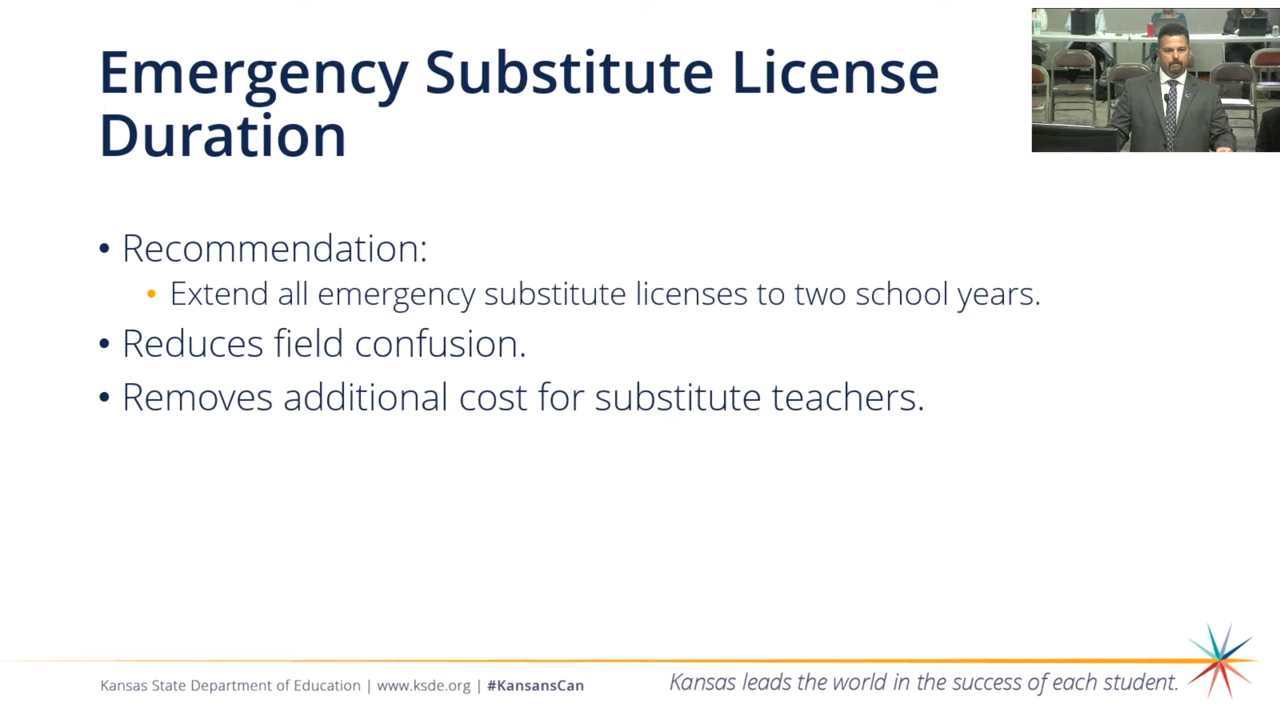 Emergency Substitute License
Duration
• Recommendation:
• Extend all emergency substitute licenses to two school years.
• Reduces field confusion.
• Removes additional cost for substitute teachers.
Kansas State Department of Education | www.ksde.org | #KansansCan
Kansas leads the world in the success of each student.